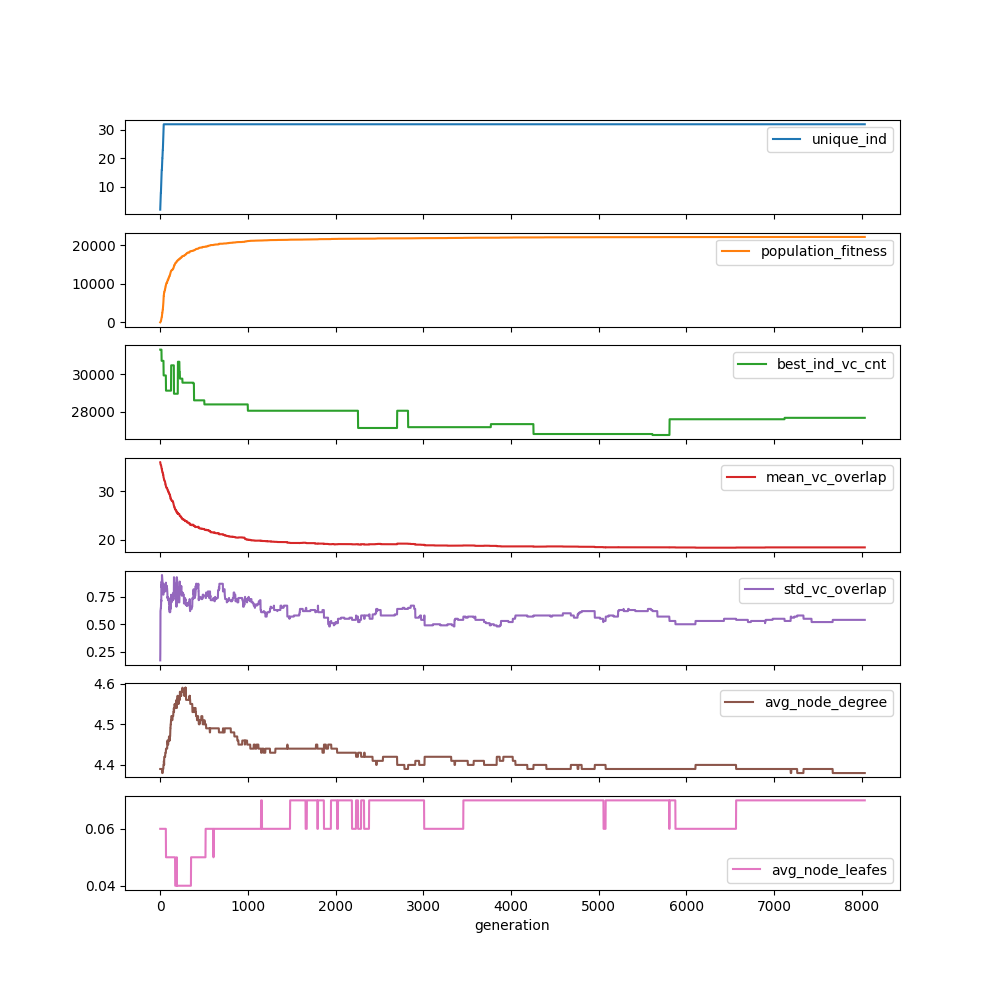 30
20
10
unique_ind
20000
10000
0
population_fitness
30000
28000
best_ind_vc_cnt
30
20
mean_vc_overlap
0.75
0.50
0.25
std_vc_overlap
4.6
4.5
4.4
avg_node_degree
0.06
0.04
avg_node_leafes
0 1000 2000 3000 4000 5000 6000 7000 8000
generation